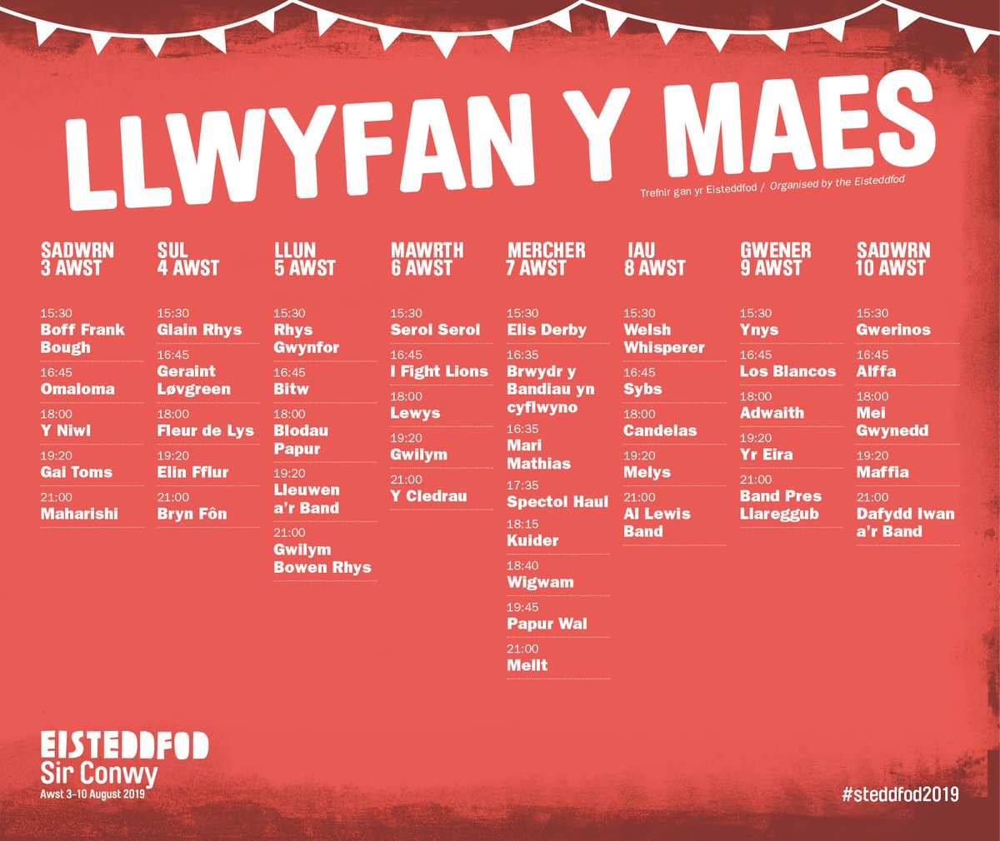 LLWYFAN Y MAES
Trefnir gan yr Eisteddfod / Organised by the Eisteddfod
SADWRN
3 AWST
15:30
Boff Frank
Bough
16:45
Omaloma
18:00
Y Niwl
19:20
Gai Toms
21:00
Maharishi
SUL
4 AWST
15:30
Glain Rhys
16:45
Geraint
Løvgreen
18:00
Fleur de Lys
19:20
Elin Fflur
21:00
Bryn Fôn
LLUN
5 AWST
15:30
Rhys
Gwynfor
16:45
Bitw
18:00
Blodau
Papur
19:20
Lleuwen
a'r Band
21:00
Gwilym
Bowen Rhys
MAWRTH
6 AWST
15:30
Serol Serol
16:45
I Fight Lions
18:00
Lewys
19:20
Gwilym
21:00
Y Cledrau
MERCHER
7 AWST
15:30
Elis Derby
16:35
Brwydr y
Bandiau yn
cyflwyno
16:35
Mari
Mathias
17:35
Spectol Haul
18:15
Kuider
18:40
Wigwam
19:45
Papur Wal
21:00
Mellt
IAU
8 AWST
15:30
Welsh
Whisperer
16:45
Sybs
18:00
Candelas
19:20
Melys
21:00
Al Lewis
Band
GWENER
9 AWST
15:30
Ynys
16:45
Los Blancos
18:00
Adwaith
19:20
Yr Eira
21:00
Band Pres
Llareggub
SADWRN
10 AWST
15:30
Gwerinos
16:45
Alffa
18:00
Mei
Gwynedd
19:20
Maffia
21:00
Dafydd Iwan
a'r Band
EISTEDDFOD
Sir Conwy
Awst 3-10 August 2019
#steddfod2019